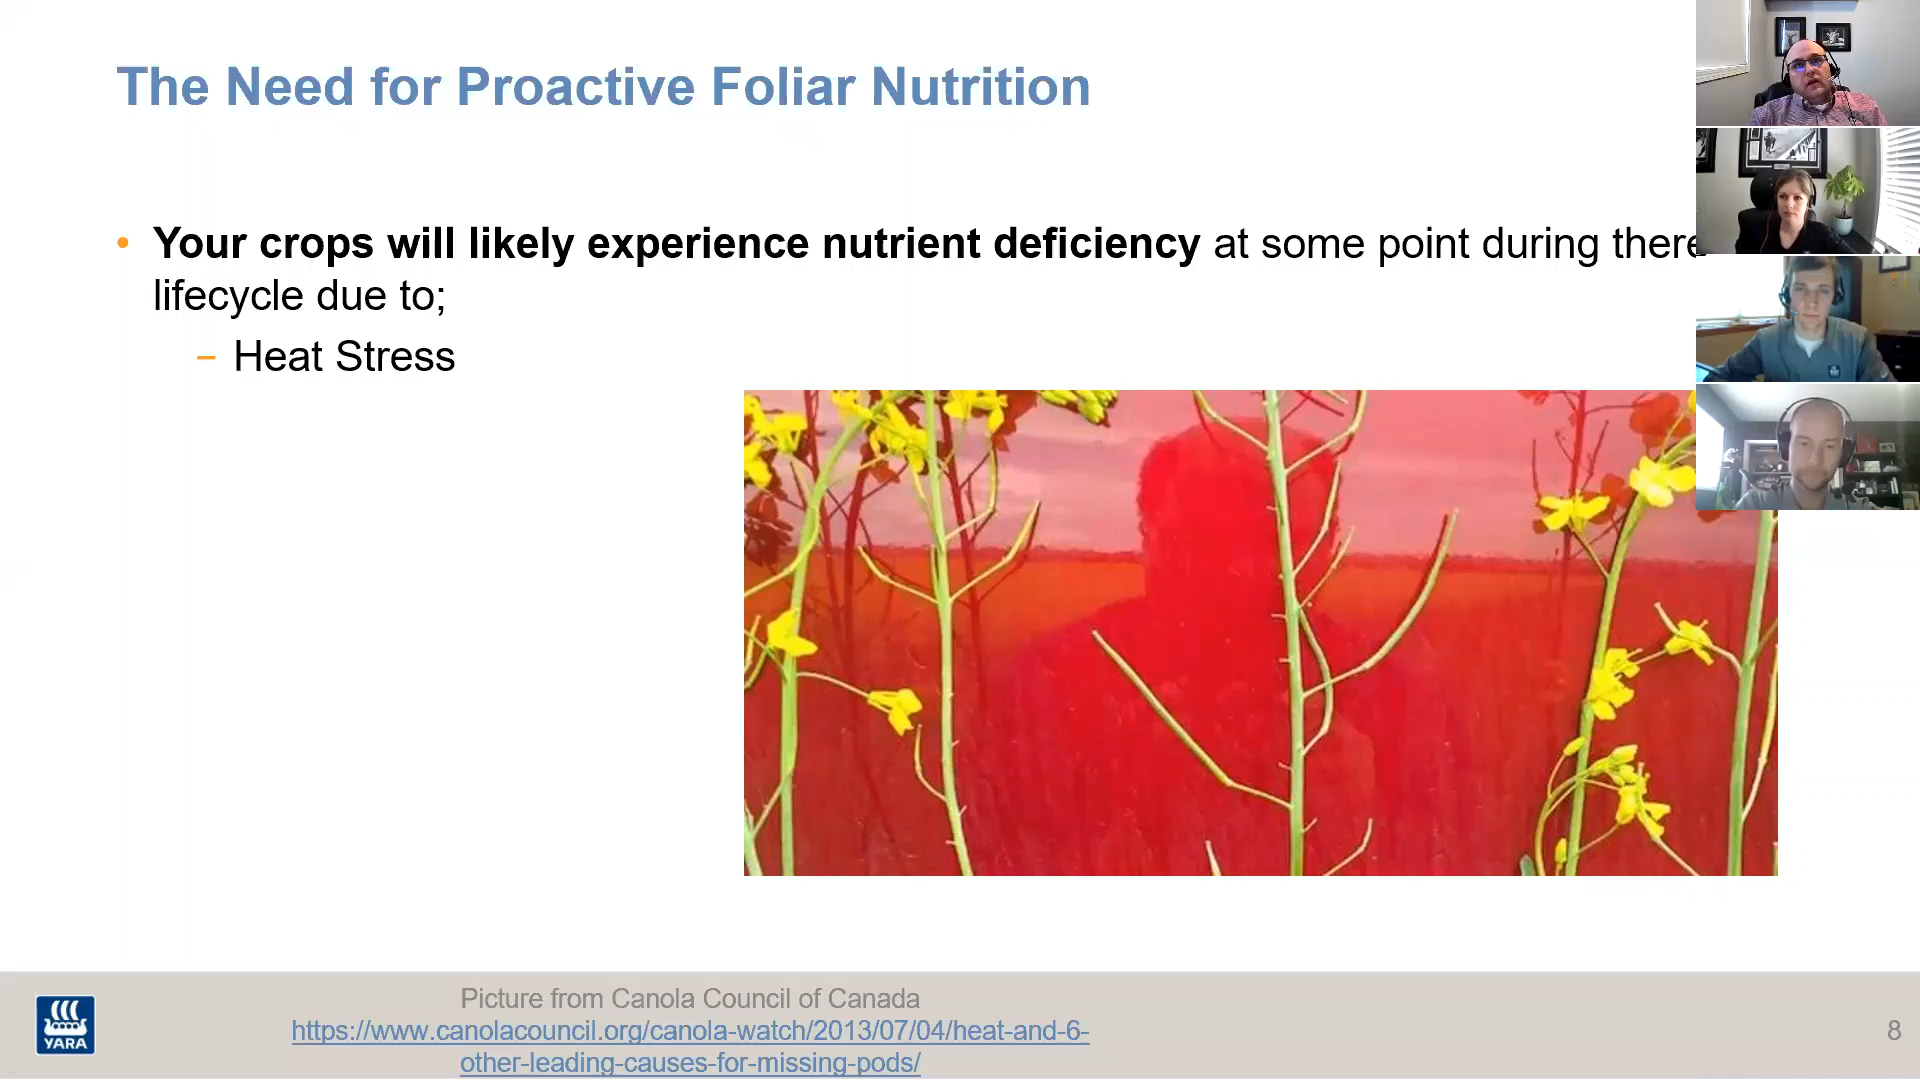 The Need for Proactive Foliar Nutrition
• Your crops will likely experience nutrient deficiency at some point during there
lifecycle due to;
– Heat Stress
Picture from Canola Council of Canada
https://www.canolacouncil.org/canola-watch/2013/07/04/heat-and-6-
other-leading-causes-for-missing-pods/
YARA
8